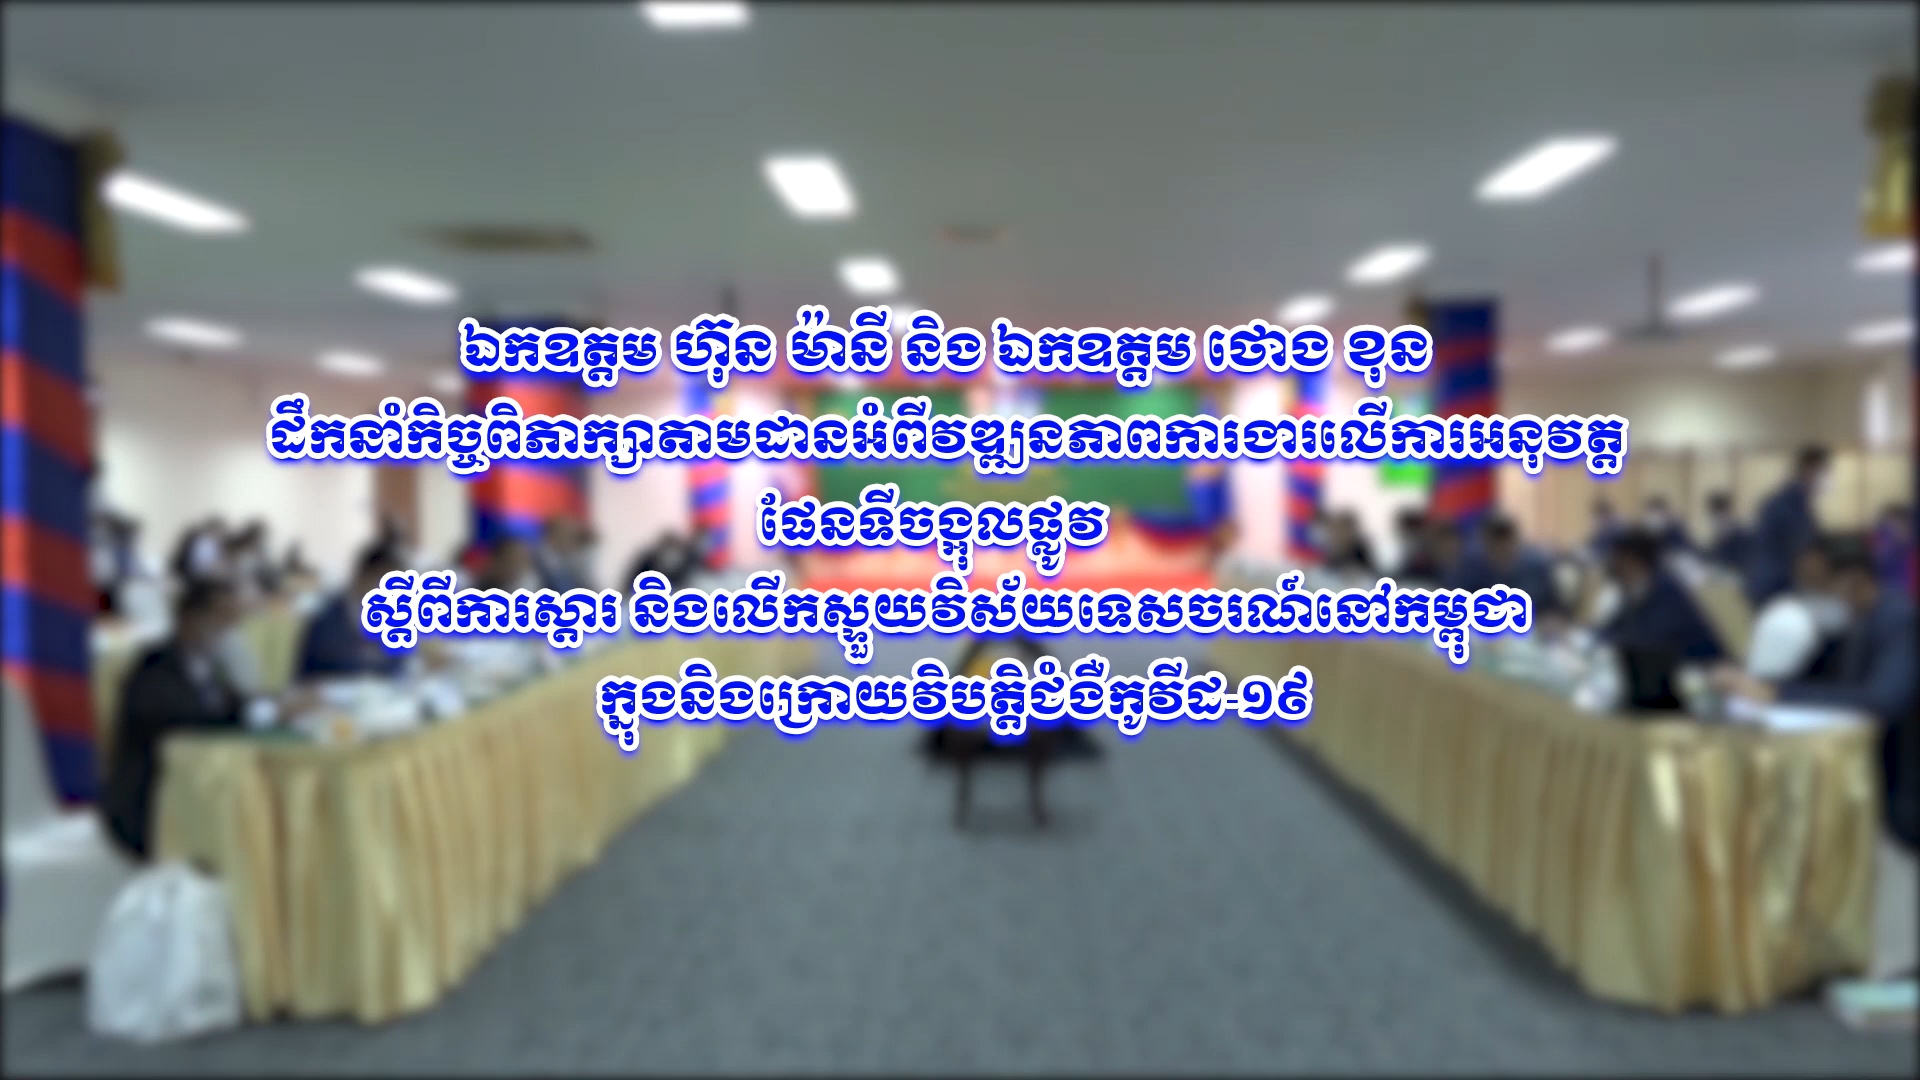 ឯកឧត្តម ហ៊ុន ម៉ានី និង ឯកឧត្តម ថោង ខុន
ដឹកនាំកិច្ចពិភាក្សាតាមដានអំពីវឌ្ឍនភាពការងារលើការអនុវត្ត
ផែនទីចង្អុលផ្លូវ
ស្តីពីការស្តារ និងលើកស្ទួយវិស័យទេសចរណ៍នៅកម្ពុជា
ក្នុងនិងក្រោយវិបត្តិជំងឺកូវីដ-១៩